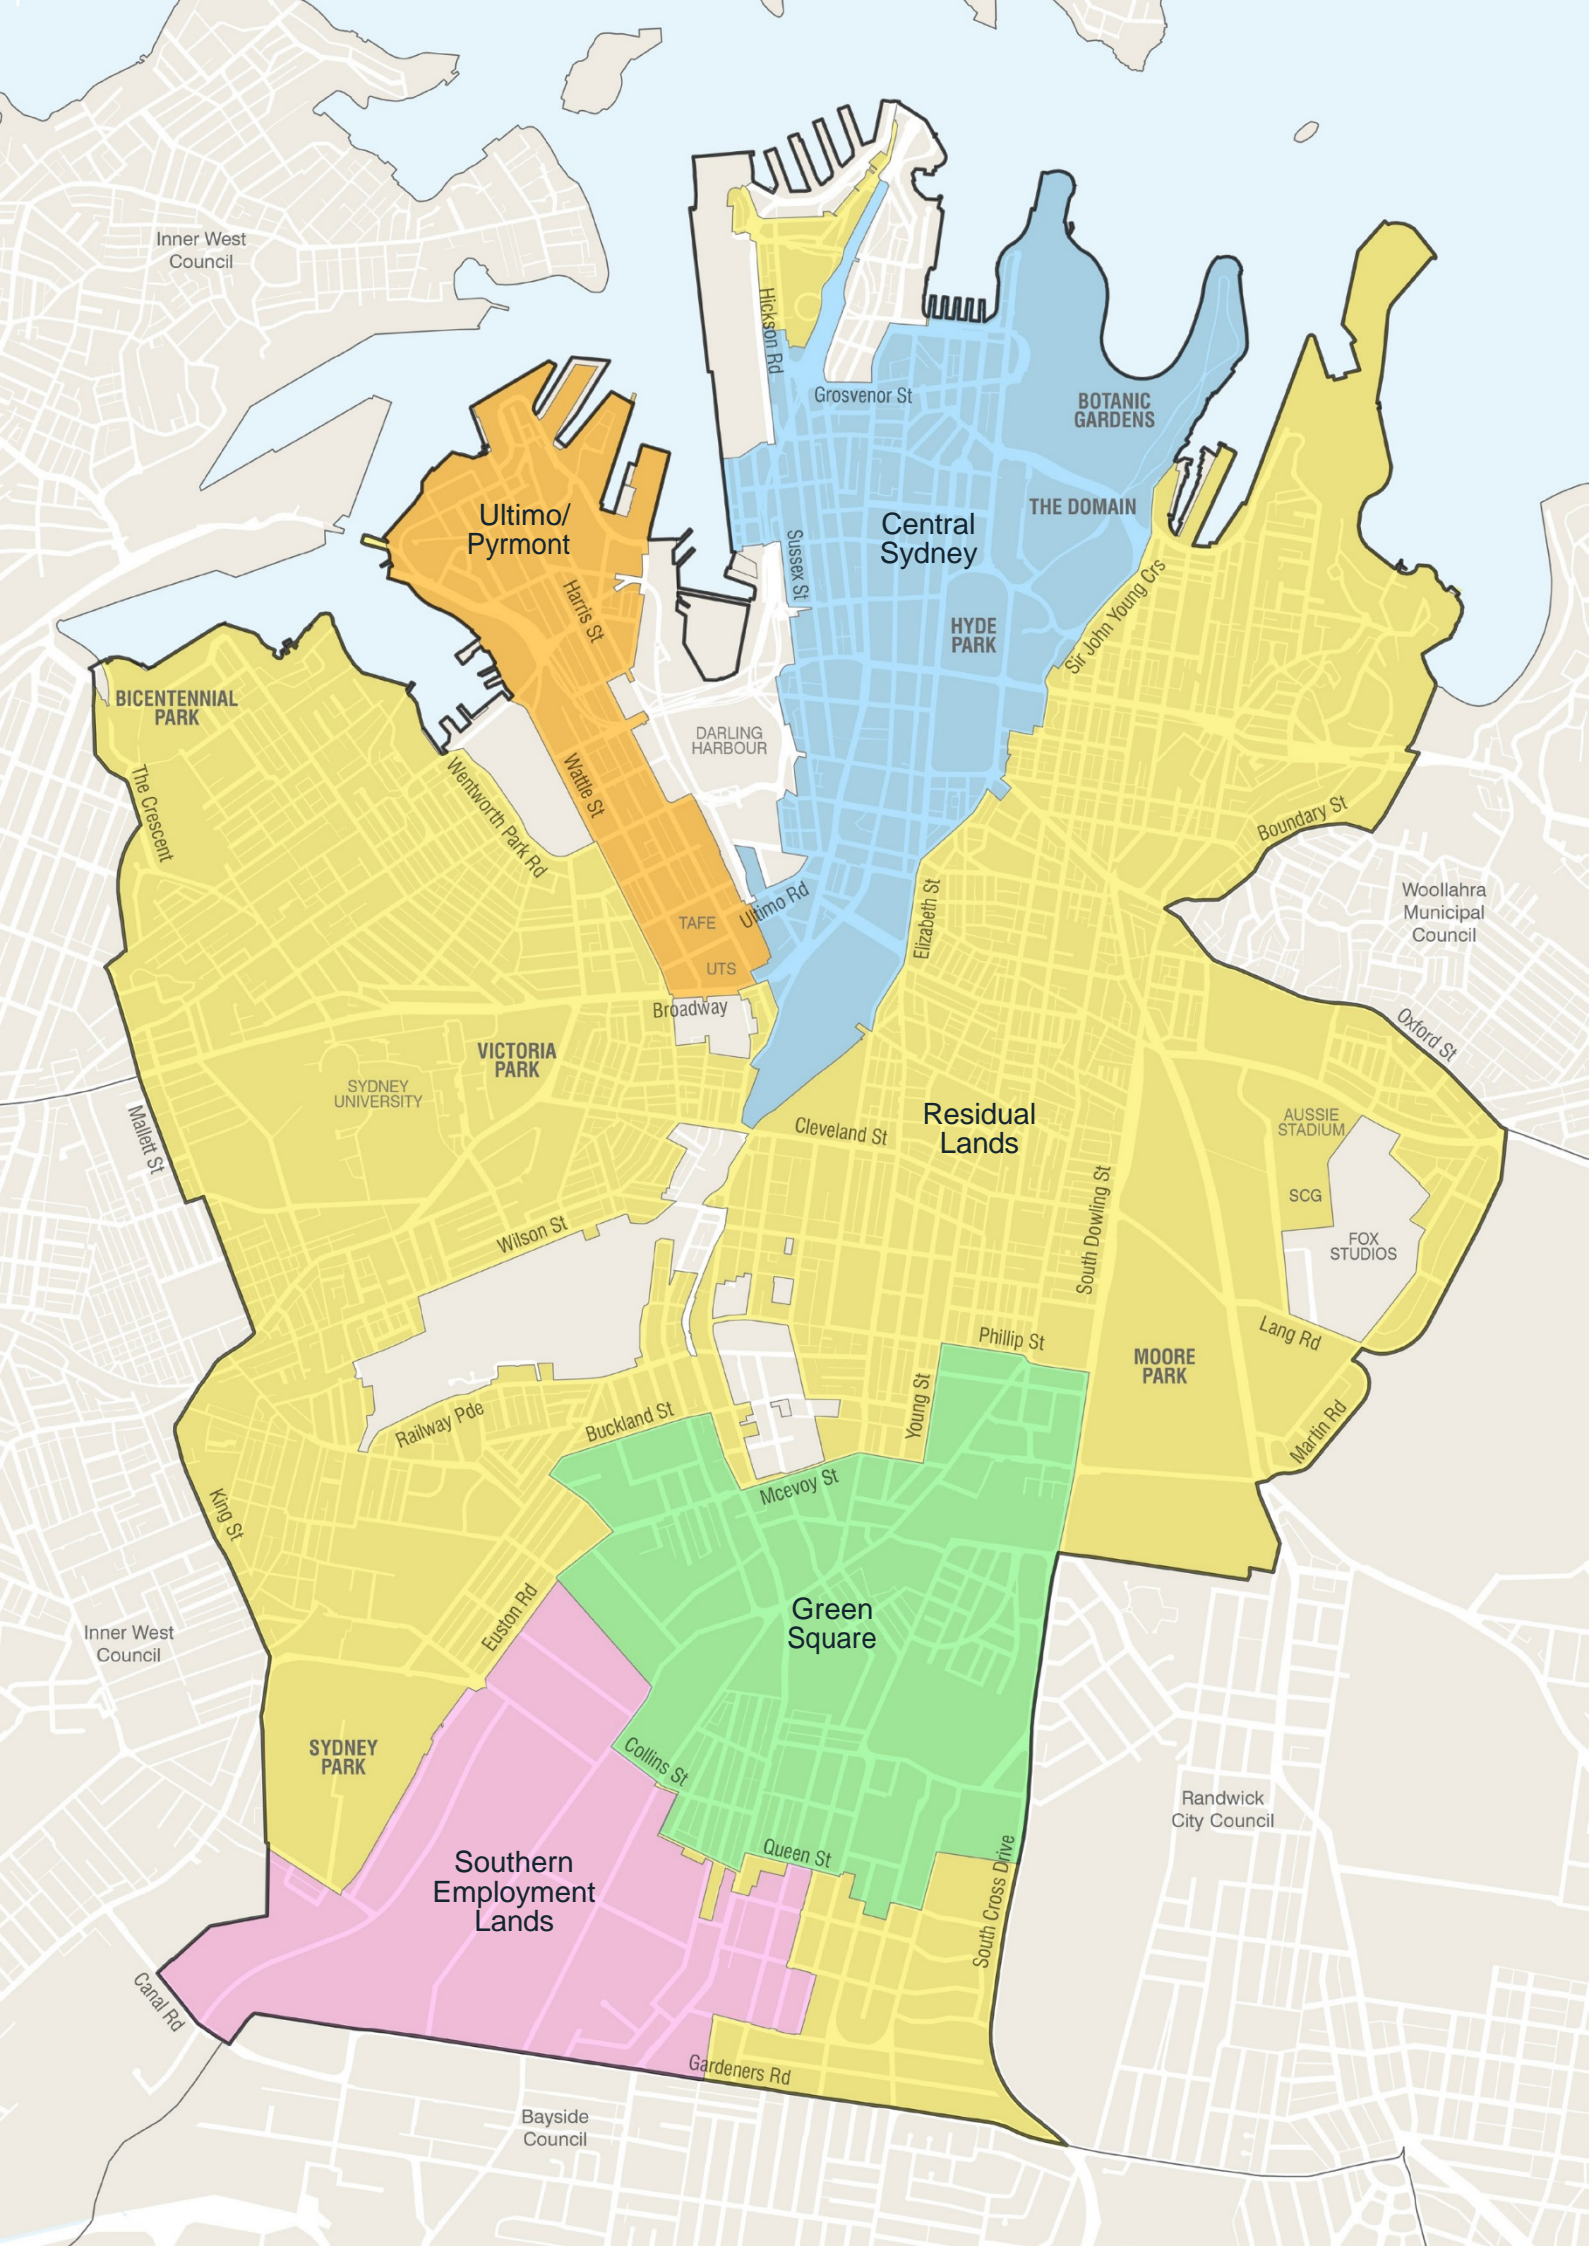 Inner West
Council
Hickson Rd
Grosvenor St
BOTANIC
GARDENS
THE DOMAIN
Ultimo/
Pyrmont
Central
Sydney
Sussex St
Harris St
HYDE
PARK
Sir John Young Crs
BICENTENNIAL
PARK
DARLING
HARBOUR
The Crescent
Wentworth Park Rd
Wattle St
Boundary St
TAFE
Ultimo Rd
Elizabeth St
UTS
Woollahra
Municipal
Council
Broadway
Oxford St
VICTORIA
PARK
SYDNEY
UNIVERSITY
Mallett St
Cleveland St
Residual
Lands
AUSSIE
STADIUM
SCG
South Dowling St
Wilson St
FOX
STUDIOS
Phillip St
Lang Rd
MOORE
PARK
Railway Pde
Buckland St
Young St
Martin Rd
Mcevoy St
King St
Euston Rd
Green
Square
Inner West
Council
SYDNEY
PARK
Collins St
Randwick
City Council
Queen St
Southern
Employment
Lands
South Cross Drive
Canal Rd
Gardeners Rd
Bayside
Council